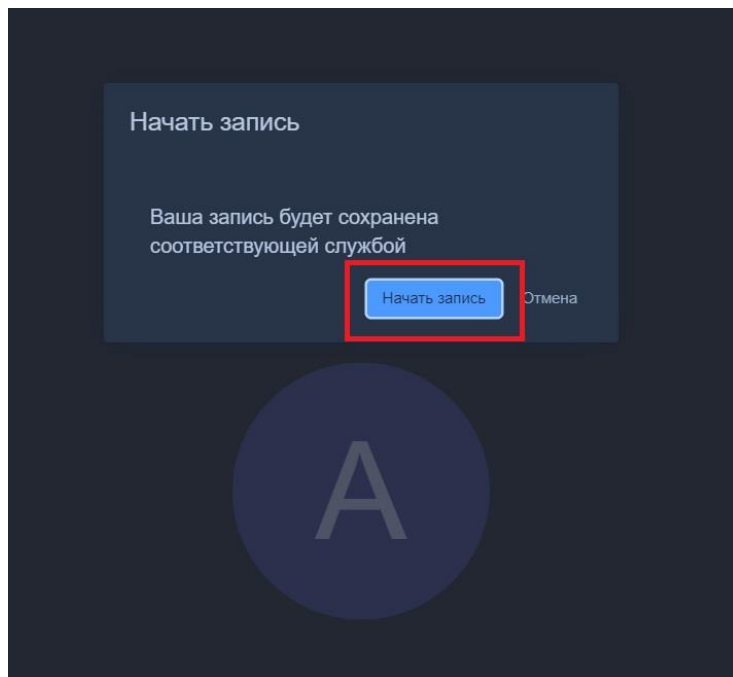 Начать запись
Ваша запись будет сохранена
соответствующей службой
Начать запись Отмена
А